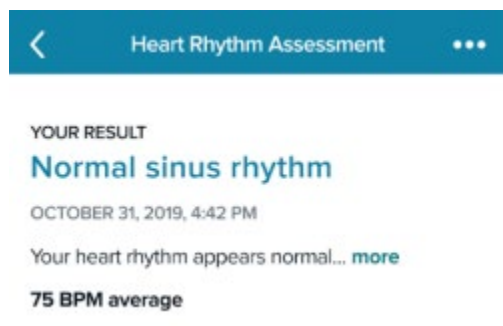 Heart Rhythm Assessment
YOUR RESULT
Normal sinus rhythm
OCTOBER 31, 2019, 4:42 PM
Your heart rhythm appears normal... more
75 BPM average